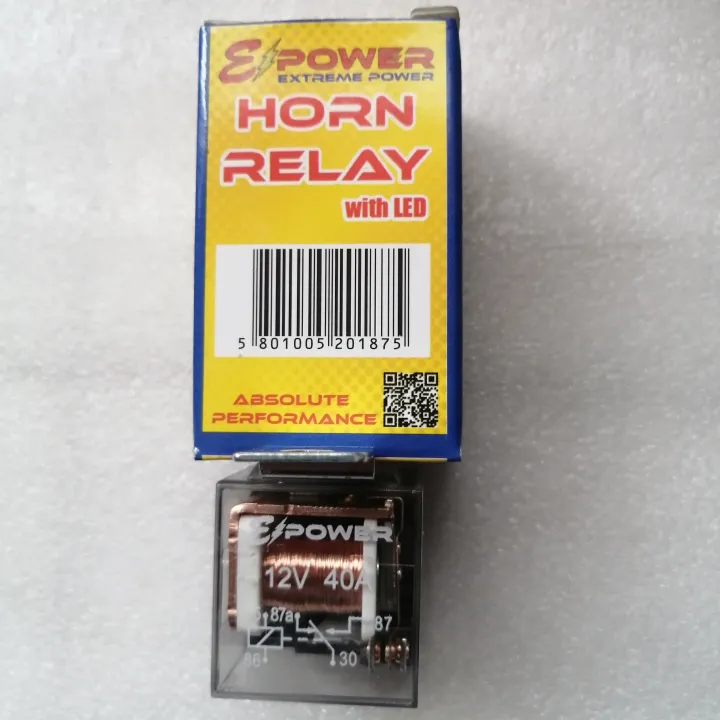 E POWER
EXTREME POWER
HORN
RELAY
with LED
5 801005 201875
ABSOLUTE
PERFORMANCE
E POWER
12V 40A
87a 87
86 30